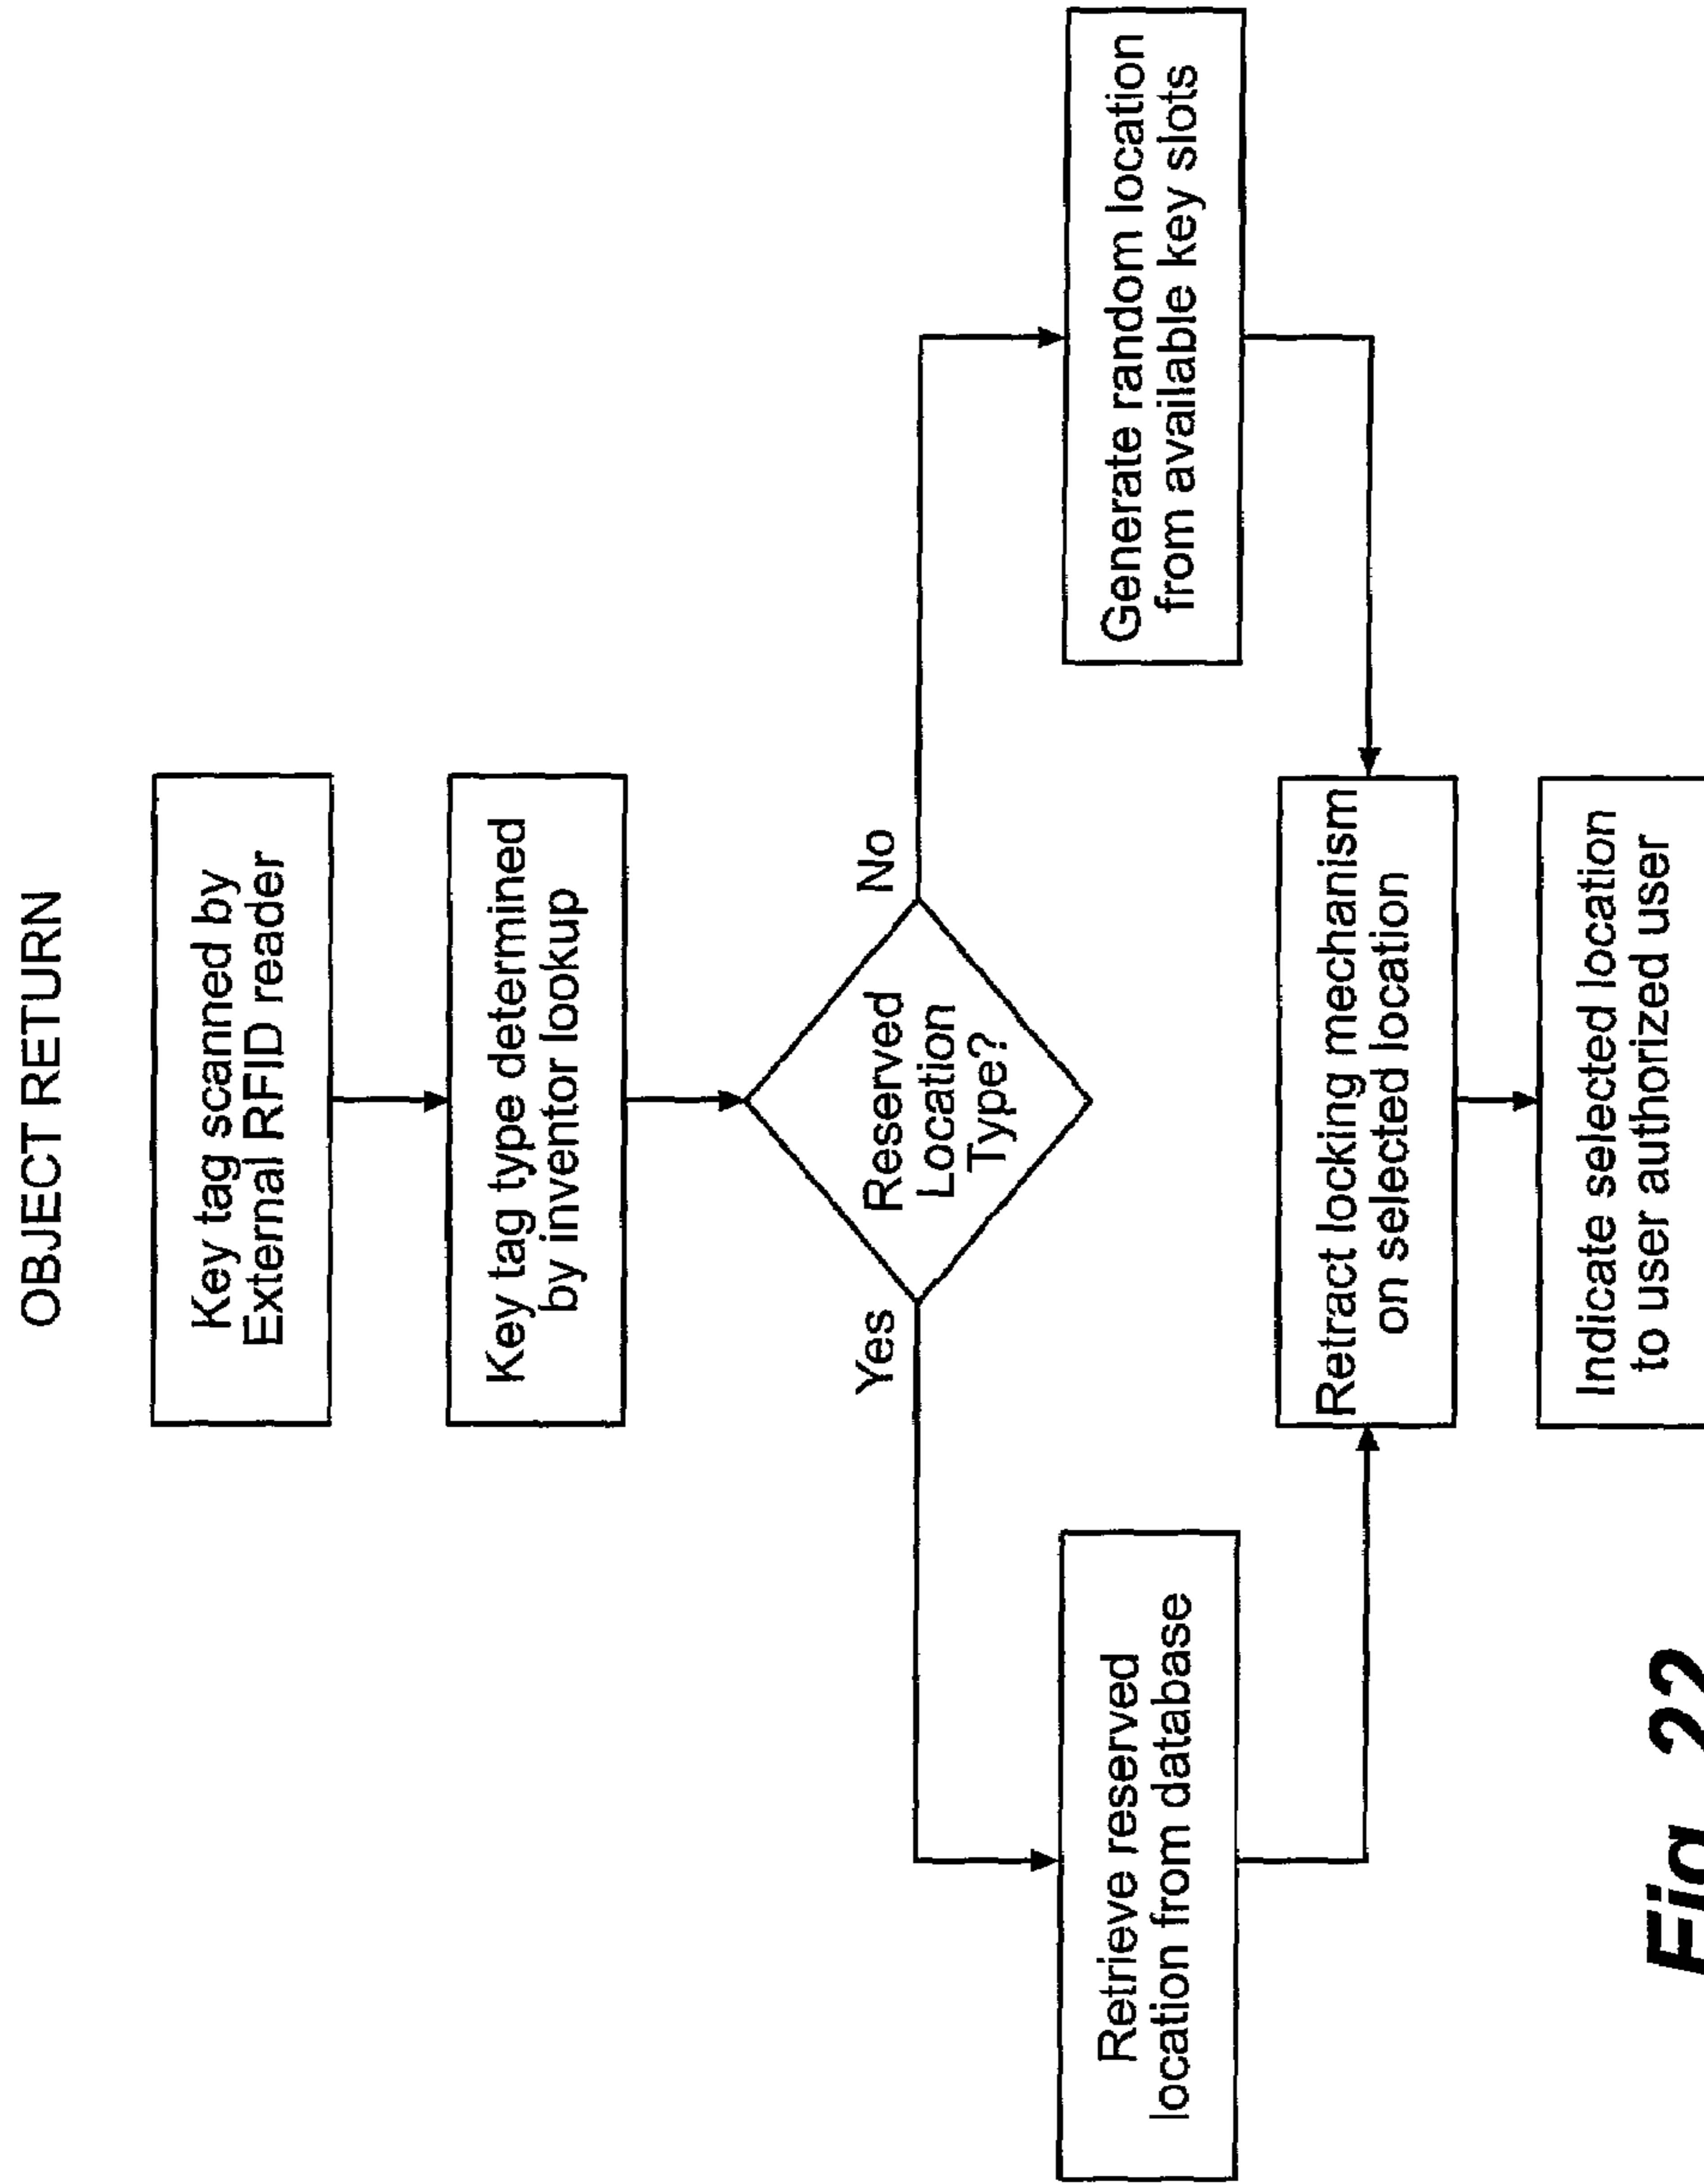 OBJECT RETURN
Key tag scanned by
External RFID reader
Key tag type determined
by inventor lookup
Reserved
Location
Type?
Yes
No
Retrieve reserved
location from database
Generate random location
from available key slots
Retract locking mechanism
on selected location
Indicate selected location
to user authorized user
Fig. 22